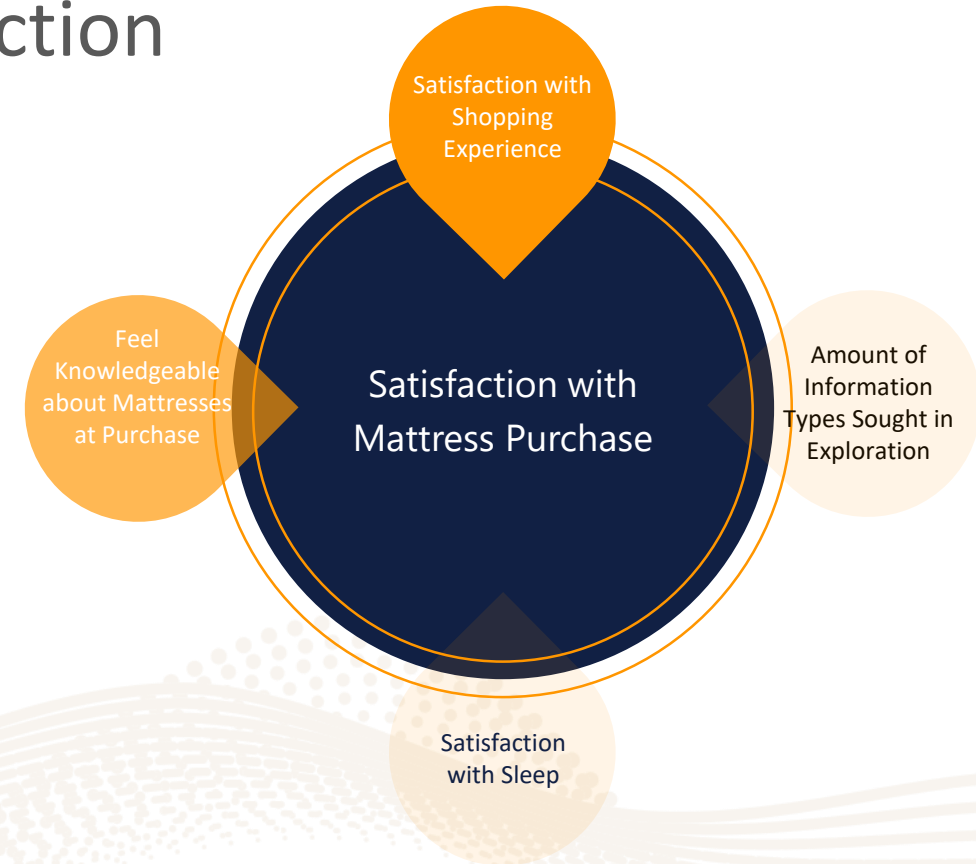 ction
Satisfaction with
Shopping
Experience
Feel
Knowledgeable
about Mattresses
at Purchase
Satisfaction with
Mattress Purchase
Amount of
Information
Types Sought in
Exploration
Satisfaction
with Sleep